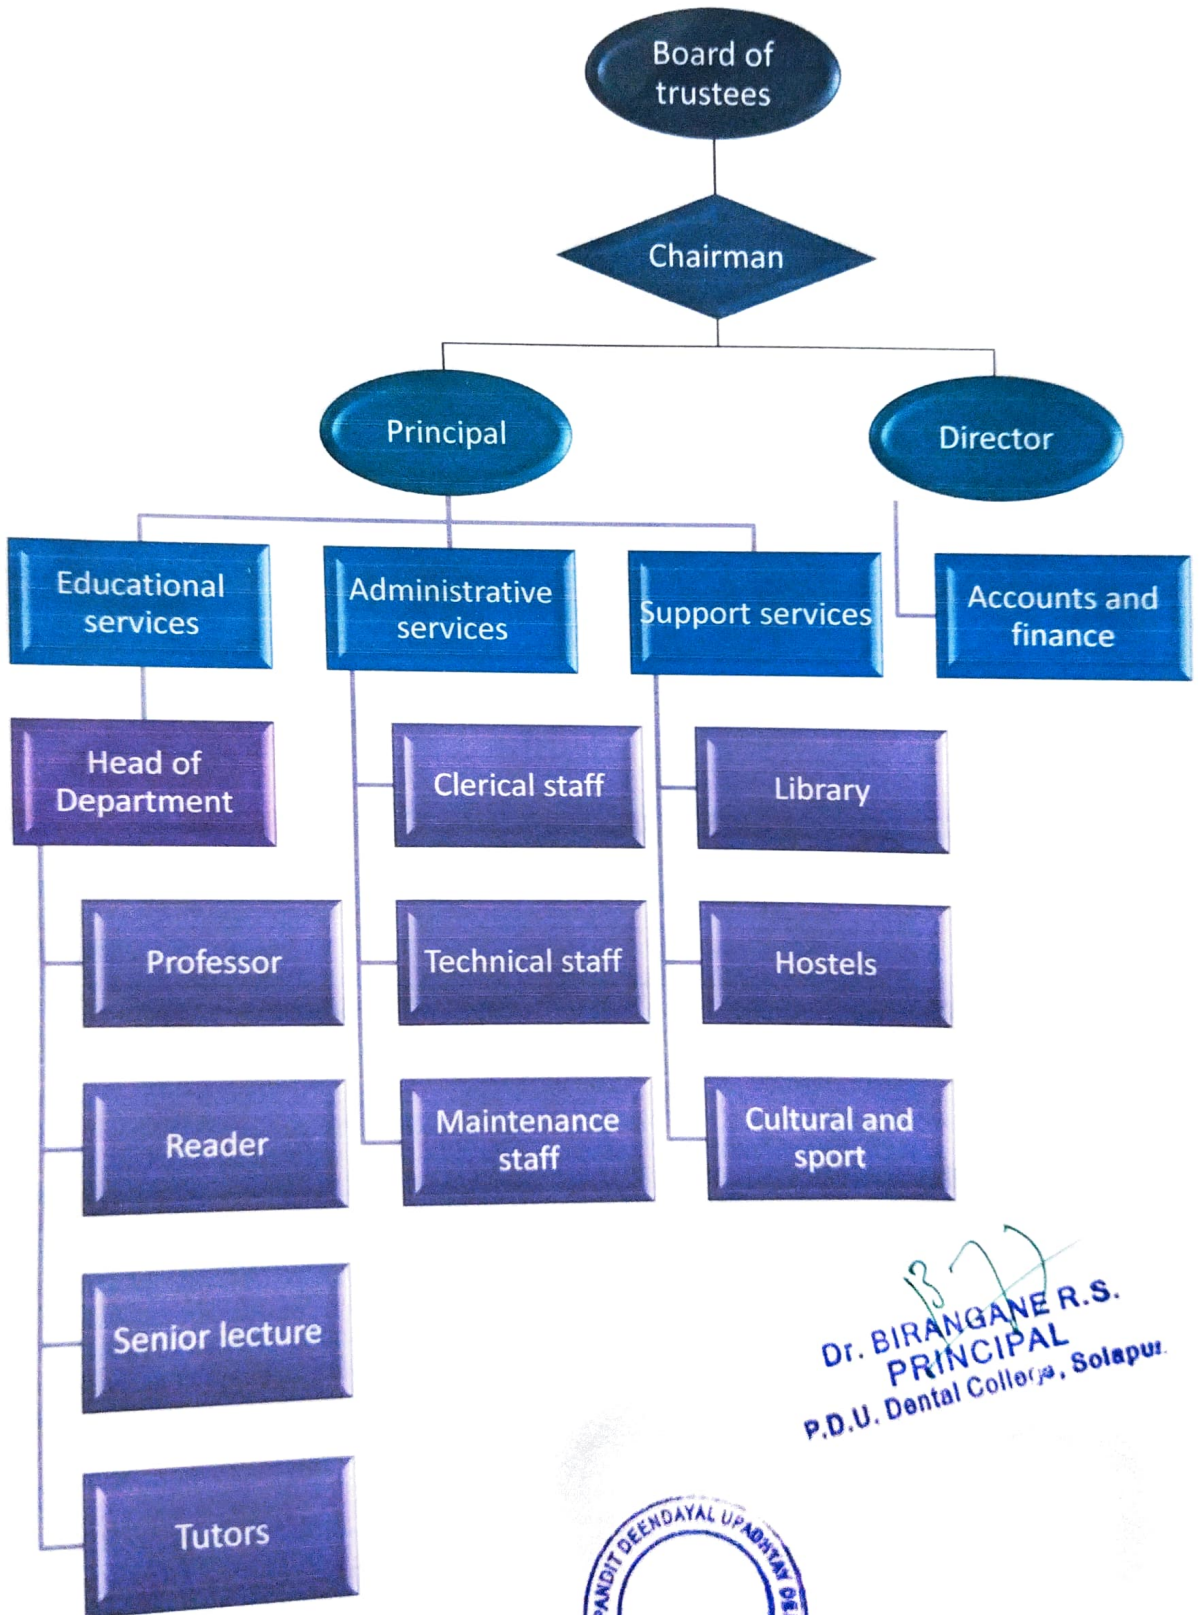 Board of
trustees
Chairman
Principal
Director
Educational
services
Administrative
services
Support services
Accounts and
finance
Head of
Department
Clerical staff
Library
Professor
Technical staff
Hostels
Reader
Maintenance
staff
Cultural and
sport
Senior lecture
Tutors
Dr. BIRANGANE R.S.
PRINCIPAL
P.D.U. Dental College, Solapur.
PANDIT DEENDAYAL UPADHYAY DE